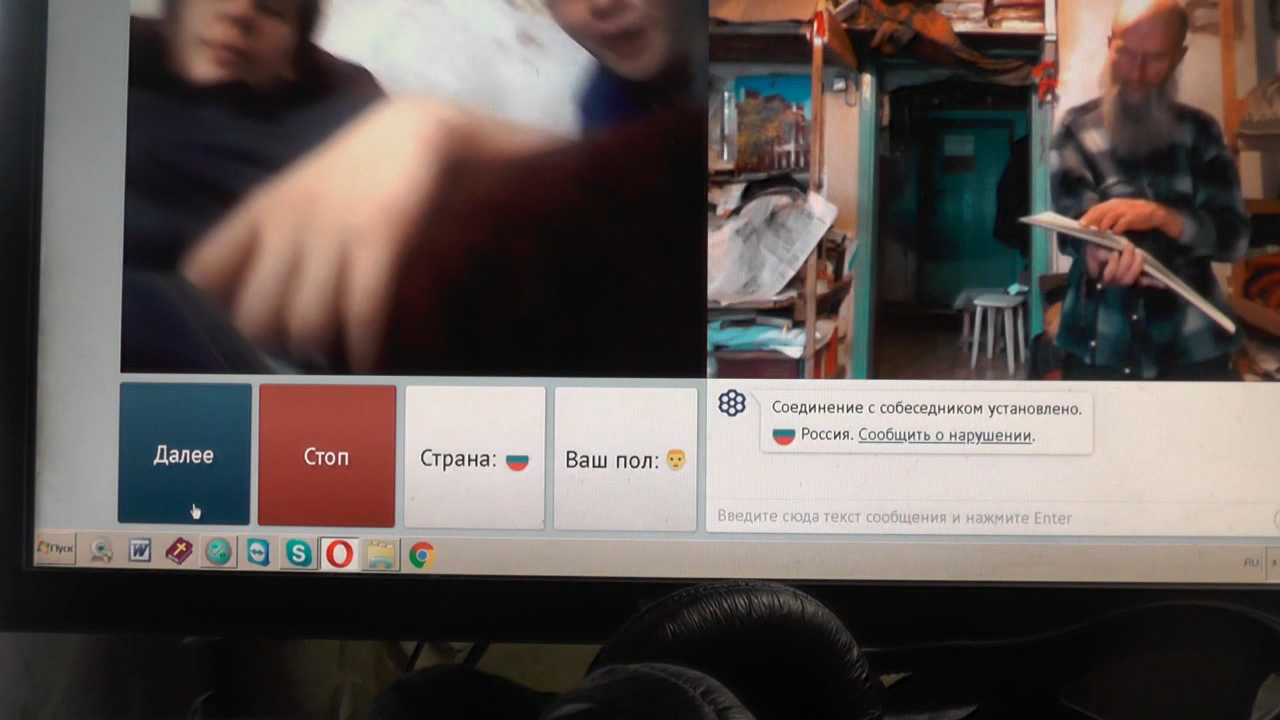 Далее
Стоп
Страна:
Ваш пол:
Соединение с собеседником установлено.
Россия. Сообщить о нарушении.
Введите сюда текст сообщения и нажмите Enter
Пуск
RU